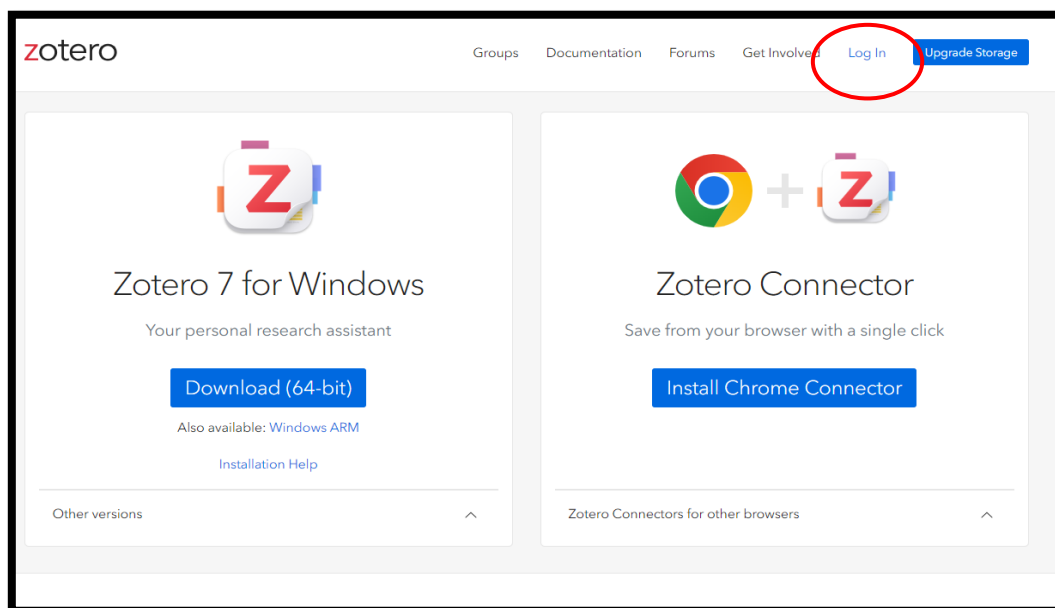 zotero
Groups Documentation Forums Get Involved Log In Upgrade Storage
Z
Z
Zotero 7 for Windows
Your personal research assistant
Download (64-bit)
Also available: Windows ARM
Installation Help
Other versions
Zotero Connector
Save from your browser with a single click
Install Chrome Connector
Zotero Connectors for other browsers